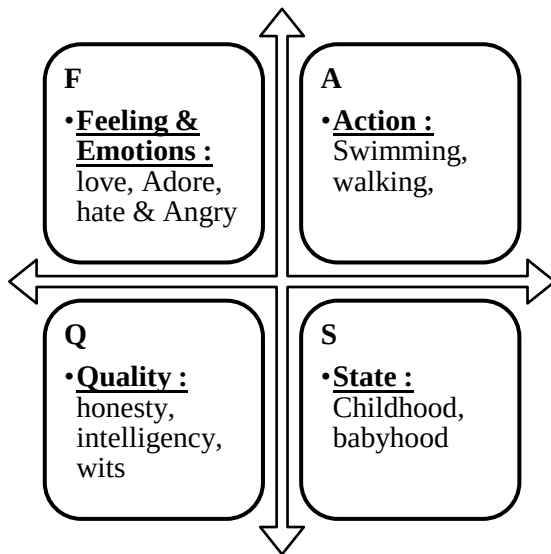 F
•Feeling &
Emotions :
love, Adore,
hate & Angry
A
•Action :
Swimming,
walking,
Q
•Quality :
honesty,
intelligency,
wits
S
•State :
Childhood,
babyhood